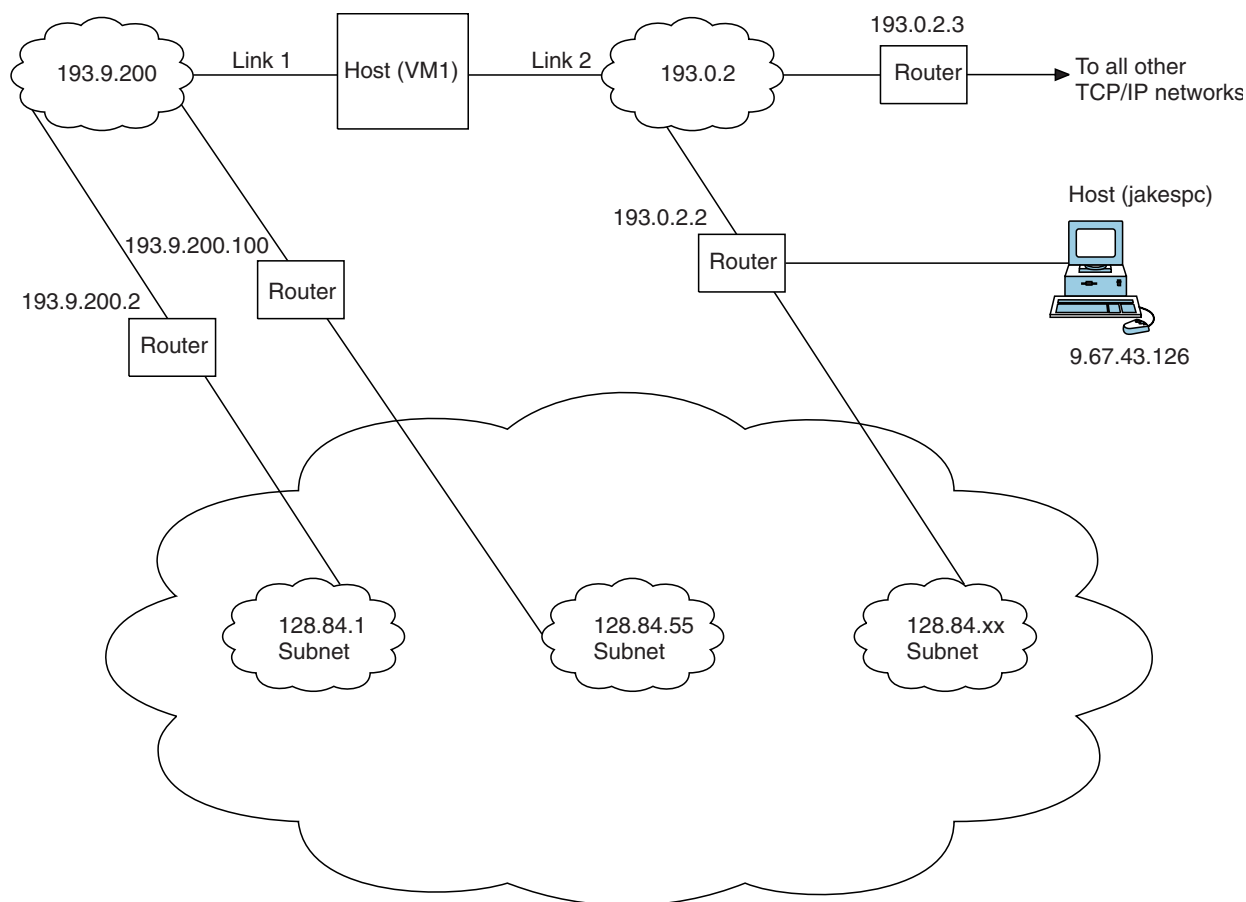 193.9.200
Link 1
Host (VM1)
Link 2
193.0.2
193.0.2.3
Router
To all other
TCP/IP networks
Host (jakespc)
193.0.2.2
Router
9.67.43.126
193.9.200.100
Router
193.9.200.2
Router
128.84.1
Subnet
128.84.55
Subnet
128.84.xx
Subnet